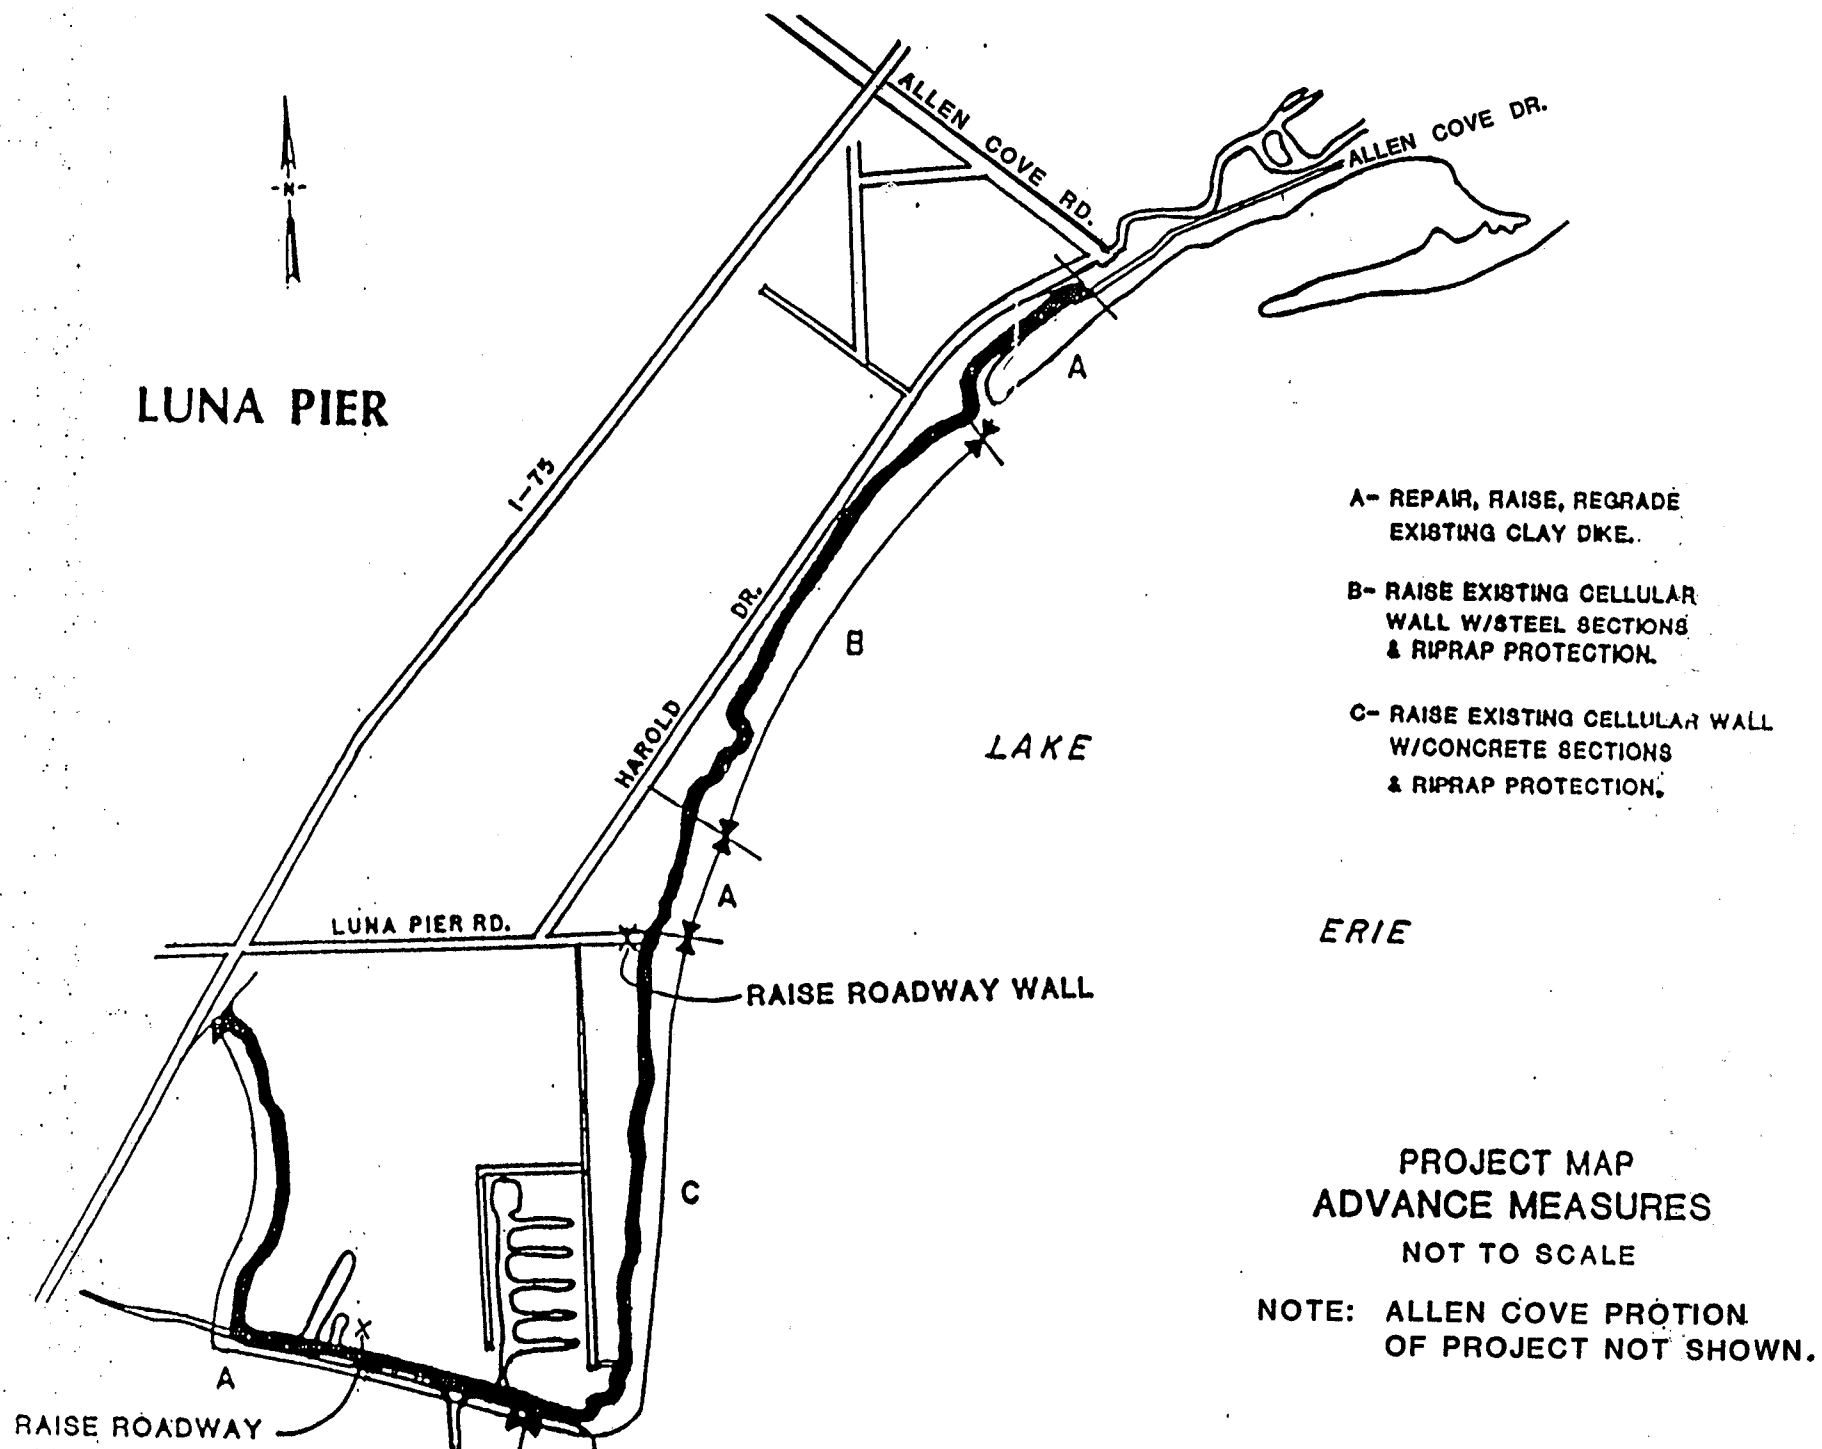 ALLEN COVE RD.
ALLEN COVE DR.
-N-
A
LUNA PIER
I-75
A- REPAIR, RAISE, REGRADE
EXISTING CLAY DIKE.
DR.
B- RAISE EXISTING CELLULAR
WALL W/STEEL SECTIONS
& RIPRAP PROTECTION.
B
HAROLD
LAKE
C- RAISE EXISTING CELLULAR WALL
W/CONCRETE SECTIONS
& RIPRAP PROTECTION.
A
LUNA PIER RD.
ERIE
RAISE ROADWAY WALL
C
PROJECT MAP
ADVANCE MEASURES
NOT TO SCALE
NOTE: ALLEN COVE PROTION
OF PROJECT NOT SHOWN.
X
A
RAISE ROADWAY